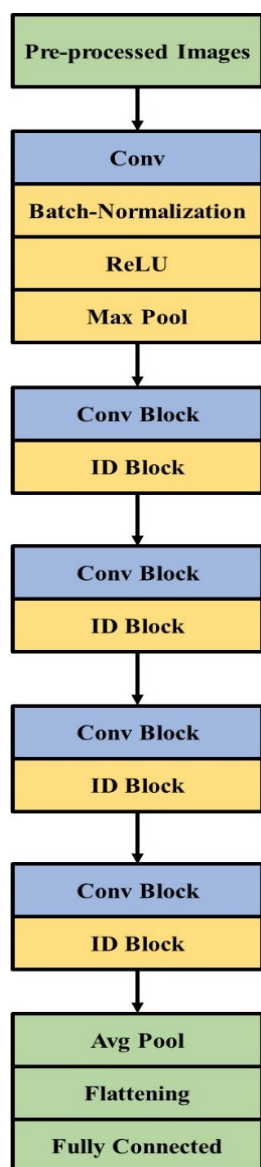 Pre-processed Images
Conv
Batch-Normalization
ReLU
Max Pool
Conv Block
ID Block
Conv Block
ID Block
Conv Block
ID Block
Conv Block
ID Block
Avg Pool
Flattening
Fully Connected